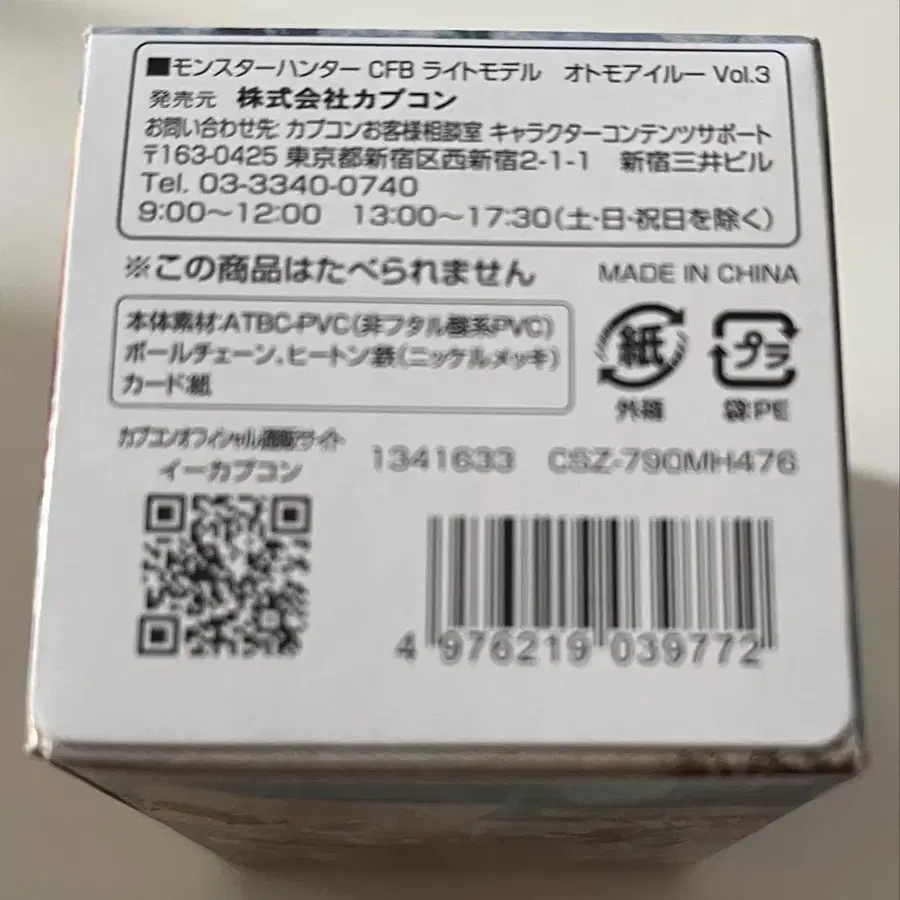 ■モンスターハンター CFB ライトモデル　オトモアイルー Vol.3
発売元 株式会社カプコン
お問い合わせ先: カプコンお客様相談室 キャラクターコンテンツサポート
〒163-0425 東京都新宿区西新宿2-1-1　新宿三井ビル
Tel. 03-3340-0740
9:00〜12:00　13:00〜17:30(土・日・祝日を除く)
※この商品はたべられません
MADE IN CHINA
本体素材:ATBC-PVC(非フタル酸系PVC)
ボールチェーン、ヒートン:鉄(ニッケルメッキ)
カード:紙
紙
外箱
プラ
袋:PE
カプコンオフィシャル通販サイト
イーカプコン
1341633 CSZ-790MH476
4 976219 039772